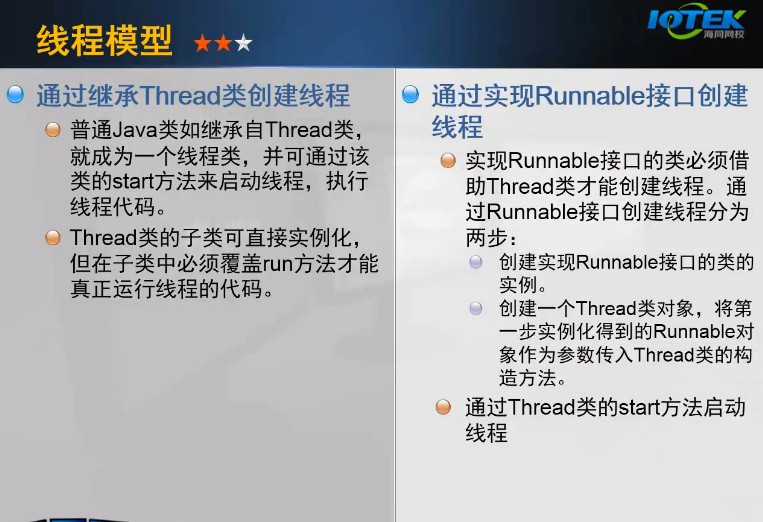 线程模型
IQTEK
海同网校
通过继承Thread类创建线程
普通Java类如继承自Thread类，
就成为一个线程类，并可通过该
类的start方法来启动线程，执行
线程代码。
Thread类的子类可直接实例化，
但在子类中必须覆盖run方法才能
真正运行线程的代码。
通过实现Runnable接口创建
线程
实现Runnable接口的类必须借
助Thread类才能创建线程。通
过Runnable接口创建线程分为
两步：
创建实现Runnable接口的类的
实例。
创建一个Thread类对象，将第
一步实例化得到的Runnable对
象作为参数传入Thread类的构
造方法。
通过Thread类的start方法启动
线程